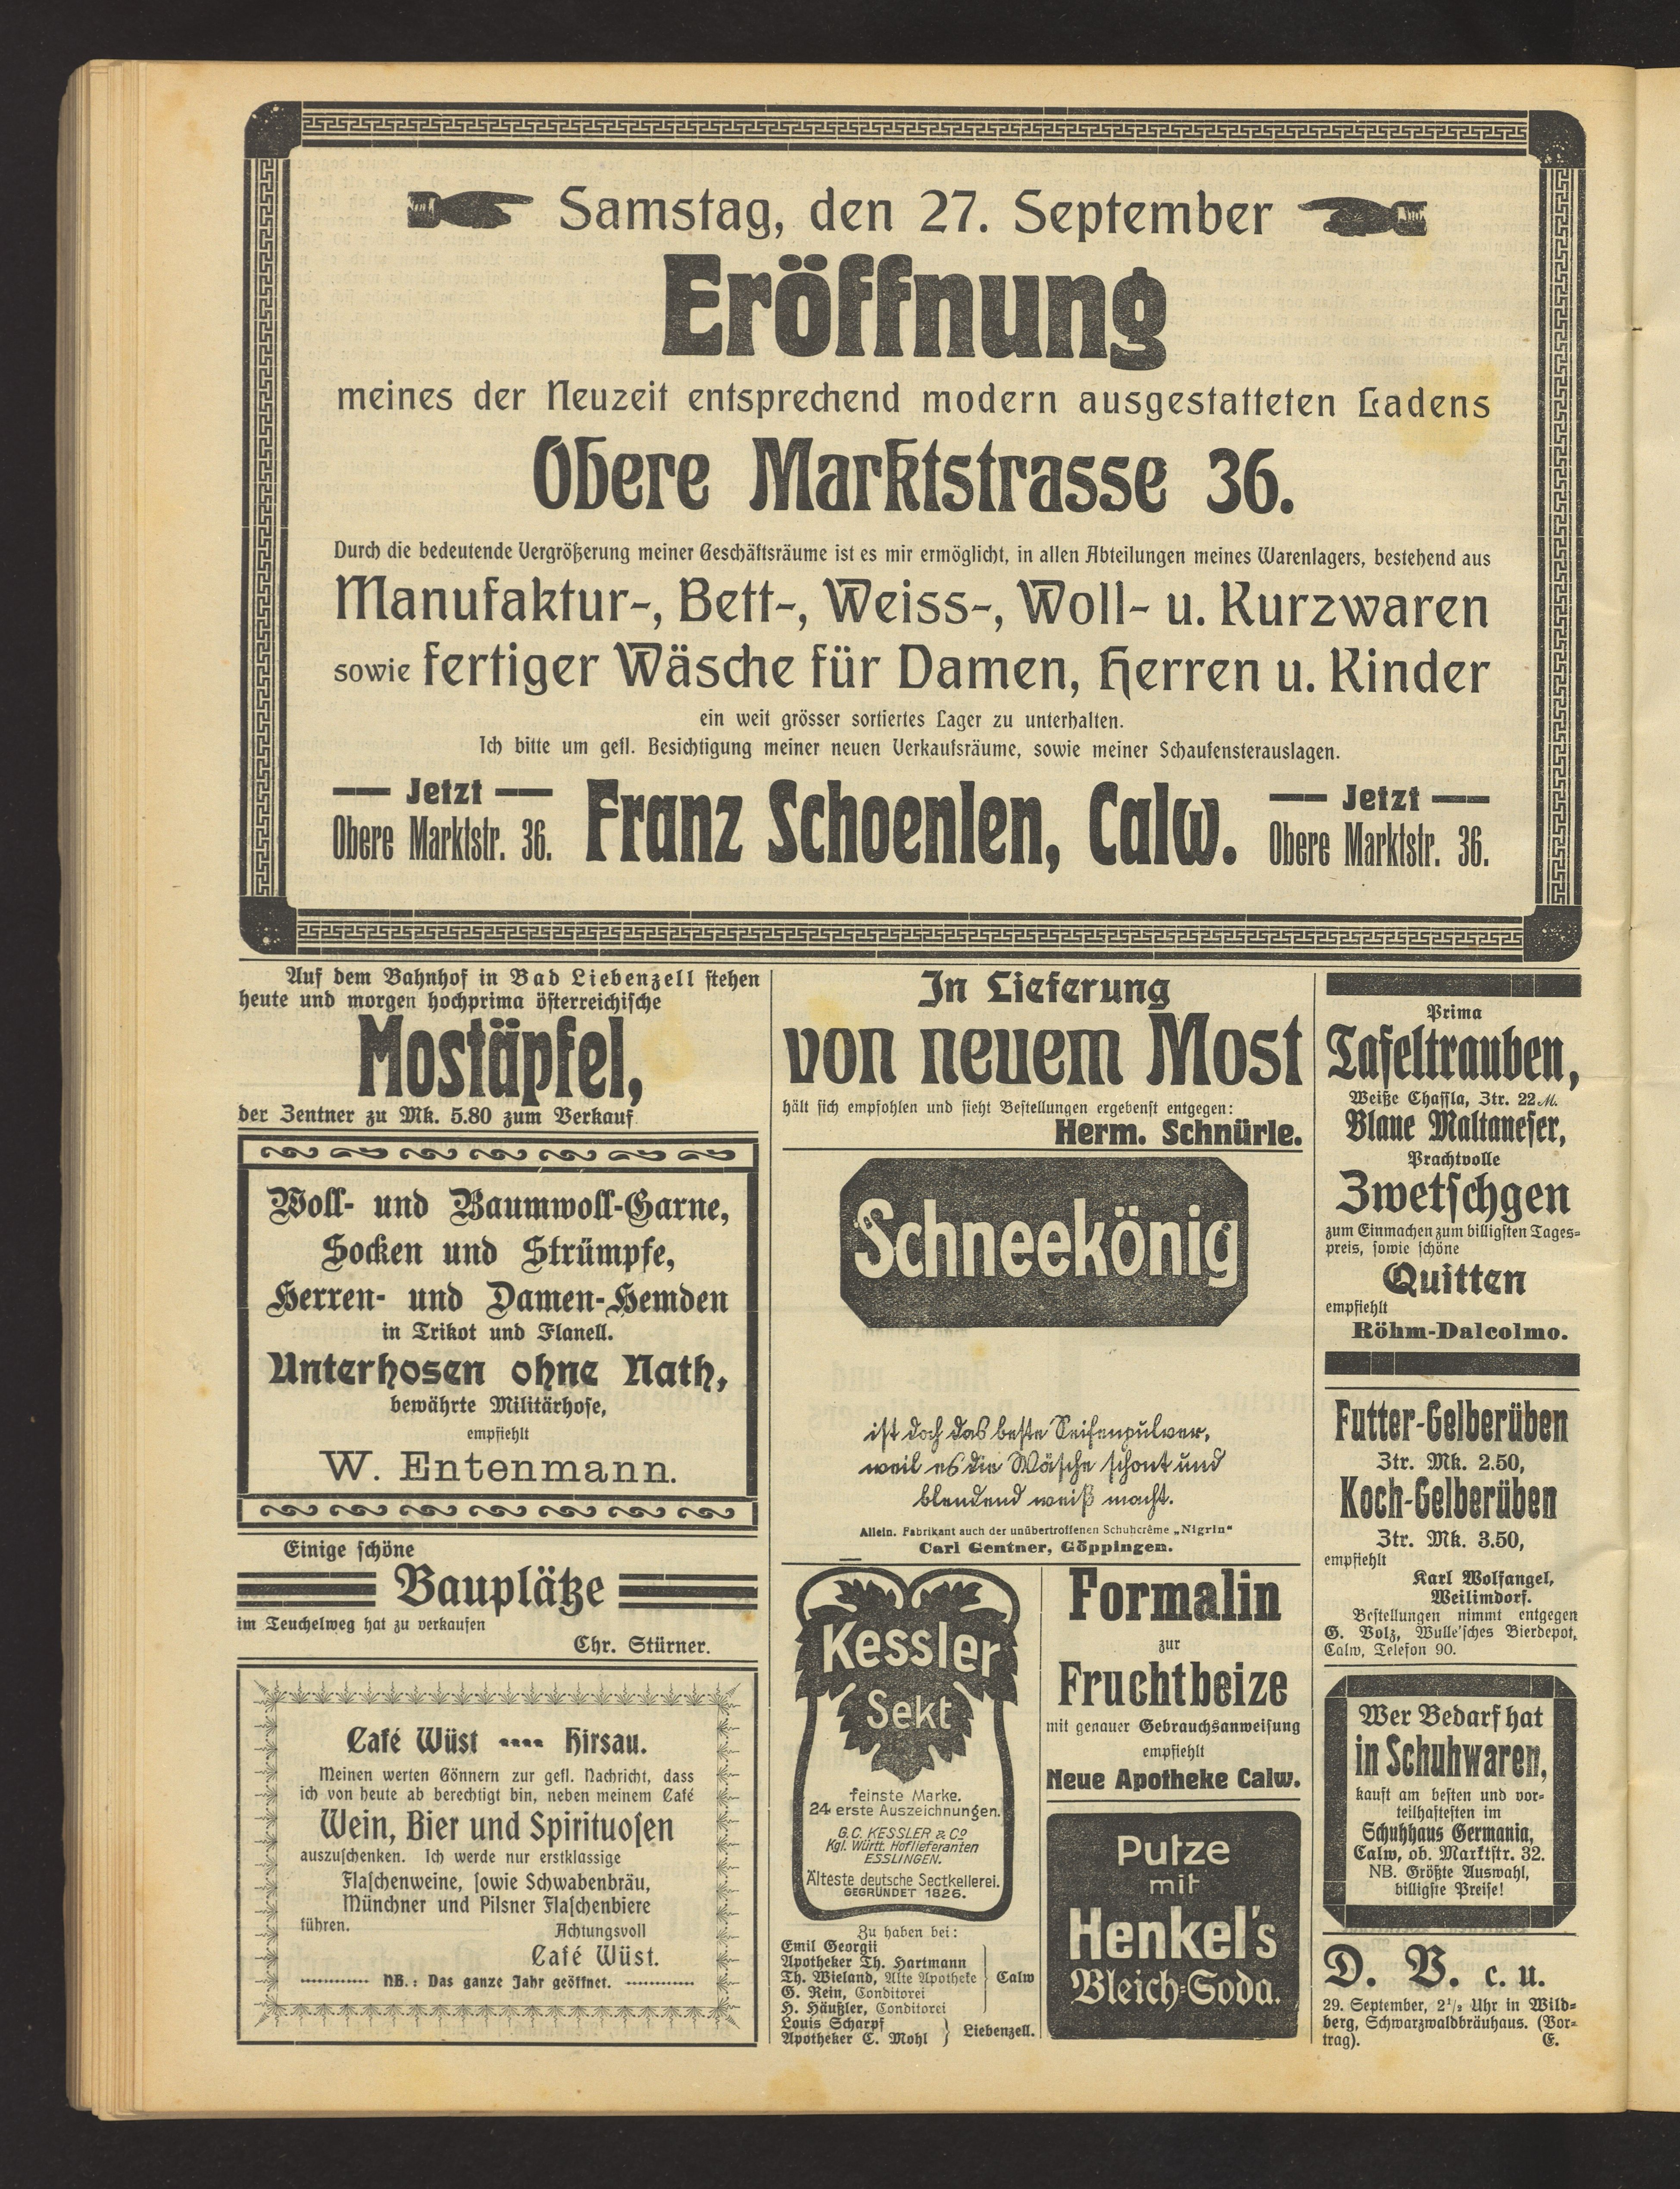 Samstag, den 27. September
Eröffnung
meines der Neuzeit entsprechend modern ausgestatteten Ladens
Obere Marktstrasse 36.
Durch die bedeutende Vergrößerung meiner Geschäftsräume ist es mir ermöglicht, in allen Abteilungen meines Warenlagers, bestehend aus
Manufaktur-, Bett-, Weiss-, Woll- u. Kurzwaren
sowie fertiger Wäsche für Damen, Herren u. Kinder
ein weit grösser sortiertes Lager zu unterhalten.
Ich bitte um gefl. Besichtigung meiner neuen Verkaufsräume, sowie meiner Schaufensterauslagen.
Jetzt
Obere Marktstr. 36.
Franz Schoenlen, Calw.
Jetzt
Obere Marktstr. 36.
Auf dem Bahnhof in Bad Liebenzell stehen
heute und morgen hochprima österreichische
Mostäpfel,
der Zentner zu Mk. 5.80 zum Verkauf
Woll- und Baumwoll-Garne,
Socken und Strümpfe,
Herren- und Damen-Hemden
in Trikot und Flanell.
Unterhosen ohne Nath,
bewährte Militärhose,
empfiehlt
W. Entenmann.
Einige schöne
Bauplätze
im Teuchelweg hat zu verkaufen
Chr. Stürner.
Café Wüst Hirsau.
Meinen werten Gönnern zur gefl. Nachricht, dass
ich von heute ab berechtigt bin, neben meinem Café
Wein, Bier und Spirituosen
auszuschenken. Ich werde nur erstklassige
Flaschenweine, sowie Schwabenbräu,
Münchner und Pilsner Flaschenbiere
führen. Achtungsvoll
Café Wüst.
NB.: Das ganze Jahr geöffnet.
In Lieferung
von neuem Most
hält sich empfohlen und sieht Bestellungen ergebenst entgegen:
Herm. Schnürle.
Schneekönig
ist doch das beste Seifenpulver,
weil es die Wäsche schont und
blendend weiß macht.
Allein. Fabrikant auch der unübertroffenen Schuhcrême „Nigrin“
Carl Gentner, Göppingen.
Kessler
Sekt
feinste Marke.
24 erste Auszeichnungen.
G.C. KESSLER & Co
Kgl. Württ. Hoflieferanten
ESSLINGEN.
Älteste deutsche Sectkellerei.
GEGRÜNDET 1826.
Zu haben bei:
Emil Georgii
Apotheker Th. Hartmann
Th. Wieland, Alte Apotheke
G. Rein, Conditorei
H. Häußler, Conditorei
Calw
Louis Scharpf
Apotheker C. Mohl
Liebenzell.
Formalin
zur
Fruchtbeize
mit genauer Gebrauchsanweisung
empfiehlt
Neue Apotheke Calw.
Putze
mit
Henkel's
Bleich-Soda.
Prima
Tafeltrauben,
Weiße Chassla, Ztr. 22 M.
Blaue Maltaneser,
Prachtvolle
Zwetschgen
zum Einmachen zum billigsten Tages-
preis, sowie schöne
Quitten
empfiehlt
Röhm-Dalcolmo.
Futter-Gelberüben
Ztr. Mk. 2.50,
Koch-Gelberüben
Ztr. Mk. 3.50,
empfiehlt
Karl Wolfangel,
Weilimdorf.
Bestellungen nimmt entgegen
G. Volz, Wulle'sches Bierdepot,
Calw, Telefon 90.
Wer Bedarf hat
in Schuhwaren,
kauft am besten und vor-
teilhaftesten im
Schuhhaus Germania,
Calw, ob. Marktstr. 32.
NB. Größte Auswahl,
billigste Preise!
D. V. c. u.
29. September, 2½ Uhr in Wild-
berg, Schwarzwaldbräuhaus. (Vor-
trag). E.